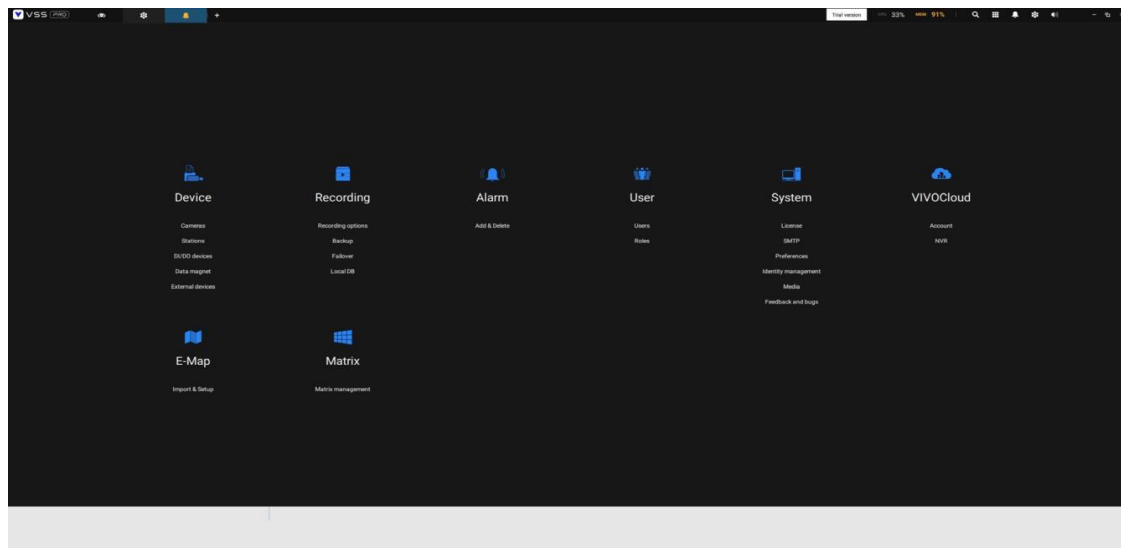 VSS PRO
Trial version
CPU 33% MEM 91%
Device
Cameras
Stations
DI/DO devices
Data magnet
External devices
Recording
Recording options
Backup
Failover
Local DB
Alarm
Add & Delete
User
Users
Roles
System
License
SMTP
Preferences
Identity management
Media
Feedback and bugs
VIVOCloud
Account
NVR
E-Map
Import & Setup
Matrix
Matrix management